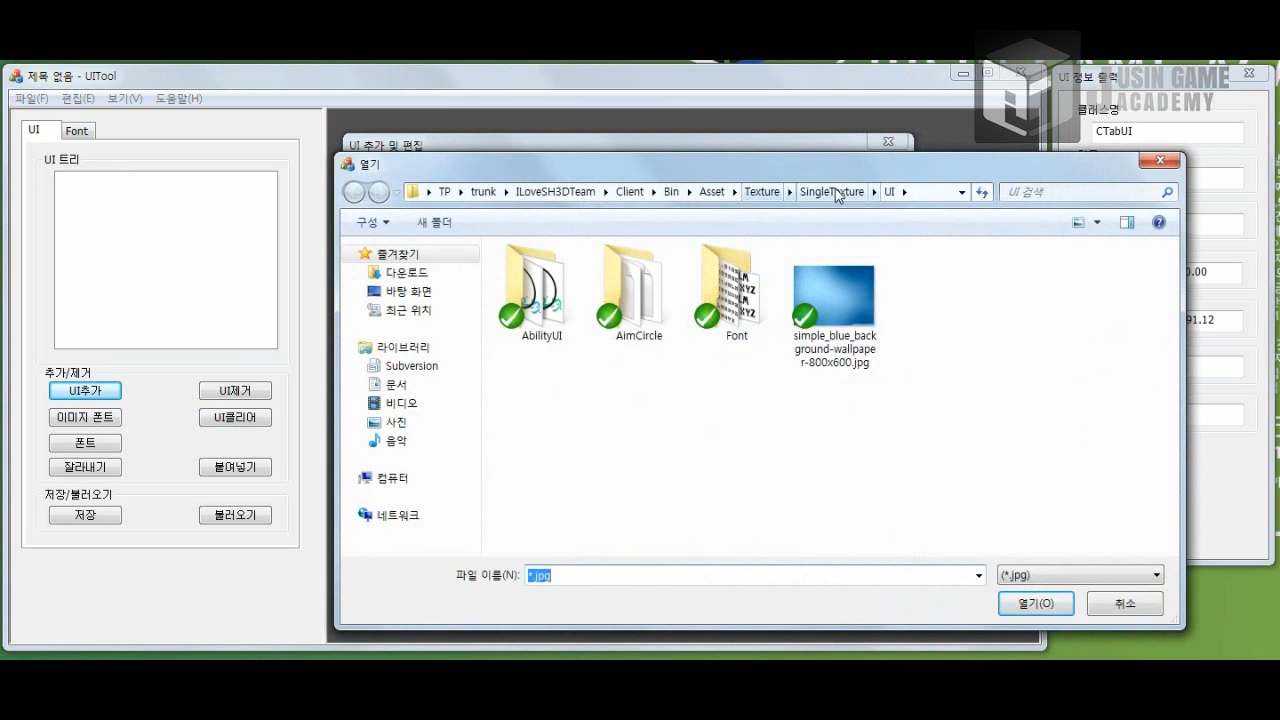 제목 없음 - UITool
UI 정보 출력
USIN GAME
ACADEMY
파일(F) 편집(E) 보기(V) 도움말(H)
클래스명
CTabUI
UI Font
UI 추가 및 편집
UI 트리
열기
TP trunk ILoveSH3DTeam Client Bin Asset Texture SingleTexture UI
UI 검색
구성 새 폴더
즐겨찾기
다운로드
바탕 화면
최근 위치
라이브러리
Subversion
문서
비디오
사진
음악
컴퓨터
네트워크
AbilityUI AimCircle Font
simple_blue_back
ground-wallpape
r-800x600.jpg
0.00
91.12
추가/제거
UI추가 UI제거
이미지 폰트 UI클리어
폰트
잘라내기 붙여넣기
저장/불러오기
저장 불러오기
파일 이름(N): *.jpg (*.jpg)
열기(O) 취소